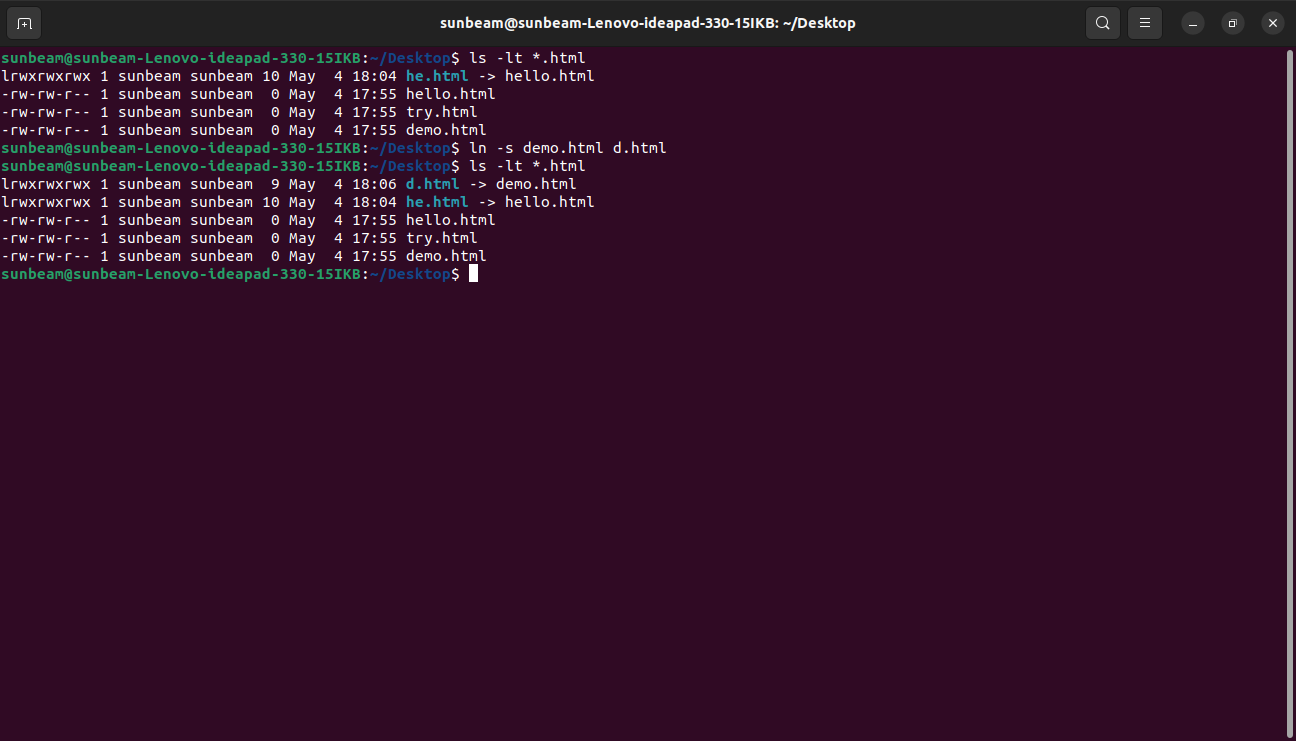 sunbeam@sunbeam-Lenovo-ideapad-330-15IKB: ~/Desktop
sunbeam@sunbeam-Lenovo-ideapad-330-15IKB:~/Desktop$ ls -lt *.html
lrwxrwxrwx 1 sunbeam sunbeam 10 May  4 18:04 he.html -> hello.html
-rw-rw-r-- 1 sunbeam sunbeam  0 May  4 17:55 hello.html
-rw-rw-r-- 1 sunbeam sunbeam  0 May  4 17:55 try.html
-rw-rw-r-- 1 sunbeam sunbeam  0 May  4 17:55 demo.html
sunbeam@sunbeam-Lenovo-ideapad-330-15IKB:~/Desktop$ ln -s demo.html d.html
sunbeam@sunbeam-Lenovo-ideapad-330-15IKB:~/Desktop$ ls -lt *.html
lrwxrwxrwx 1 sunbeam sunbeam  9 May  4 18:06 d.html -> demo.html
lrwxrwxrwx 1 sunbeam sunbeam 10 May  4 18:04 he.html -> hello.html
-rw-rw-r-- 1 sunbeam sunbeam  0 May  4 17:55 hello.html
-rw-rw-r-- 1 sunbeam sunbeam  0 May  4 17:55 try.html
-rw-rw-r-- 1 sunbeam sunbeam  0 May  4 17:55 demo.html
sunbeam@sunbeam-Lenovo-ideapad-330-15IKB:~/Desktop$